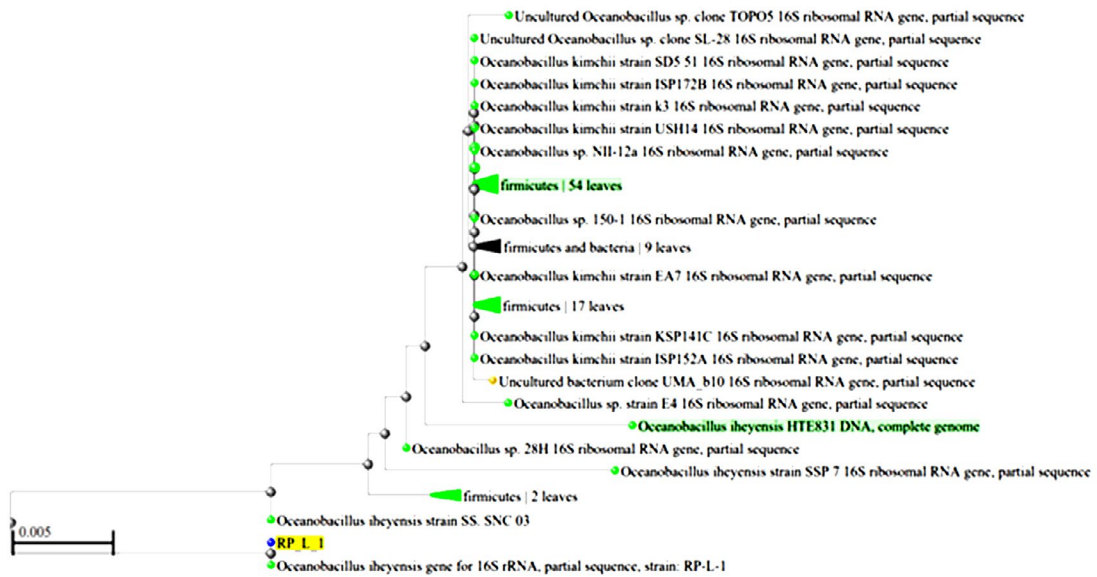 Uncultured Oceanobacillus sp. clone TOPO5 16S ribosomal RNA gene, partial sequence
Uncultured Oceanobacillus sp. clone SL-28 16S ribosomal RNA gene, partial sequence
Oceanobacillus kimchii strain SD5 51 16S ribosomal RNA gene, partial sequence
Oceanobacillus kimchii strain ISP172B 16S ribosomal RNA gene, partial sequence
Oceanobacillus kimchii strain k3 16S ribosomal RNA gene, partial sequence
Oceanobacillus kimchii strain USH14 16S ribosomal RNA gene, partial sequence
Oceanobacillus sp. NII-12a 16S ribosomal RNA gene, partial sequence
firmicutes | 54 leaves
Oceanobacillus sp. 150-1 16S ribosomal RNA gene, partial sequence
firmicutes and bacteria | 9 leaves
Oceanobacillus kimchii strain EA7 16S ribosomal RNA gene, partial sequence
firmicutes | 17 leaves
Oceanobacillus kimchii strain KSP141C 16S ribosomal RNA gene, partial sequence
Oceanobacillus kimchii strain ISP152A 16S ribosomal RNA gene, partial sequence
Uncultured bacterium clone UMA_b10 16S ribosomal RNA gene, partial sequence
Oceanobacillus sp. strain E4 16S ribosomal RNA gene, partial sequence
Oceanobacillus iheyensis HTE831 DNA, complete genome
Oceanobacillus sp. 28H 16S ribosomal RNA gene, partial sequence
Oceanobacillus iheyensis strain SSP 7 16S ribosomal RNA gene, partial sequence
firmicutes | 2 leaves
Oceanobacillus iheyensis strain SS. SNC 03
0.005
RP_L_1
Oceanobacillus iheyensis gene for 16S rRNA, partial sequence, strain: RP-L-1